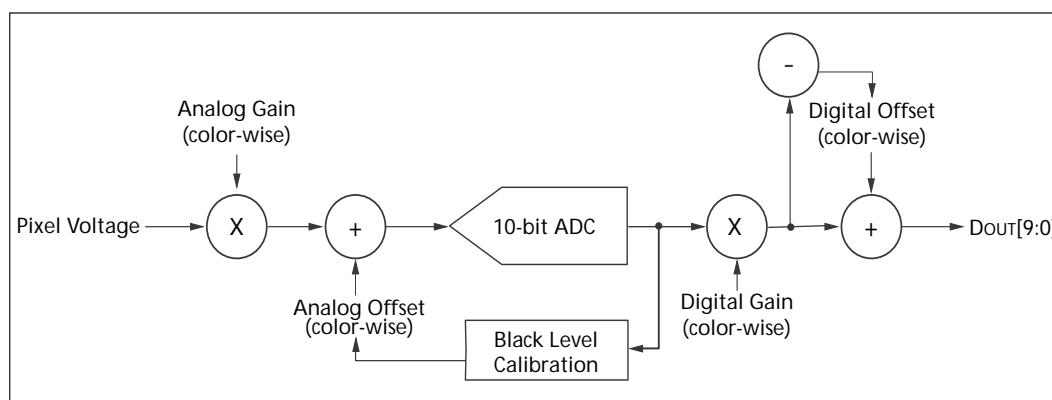 -
Analog Gain
(color-wise)
Digital Offset
(color-wise)
Pixel Voltage
X
+
10-bit ADC
X
+
DOUT[9:0]
Analog Offset
(color-wise)
Digital Gain
(color-wise)
Black Level
Calibration